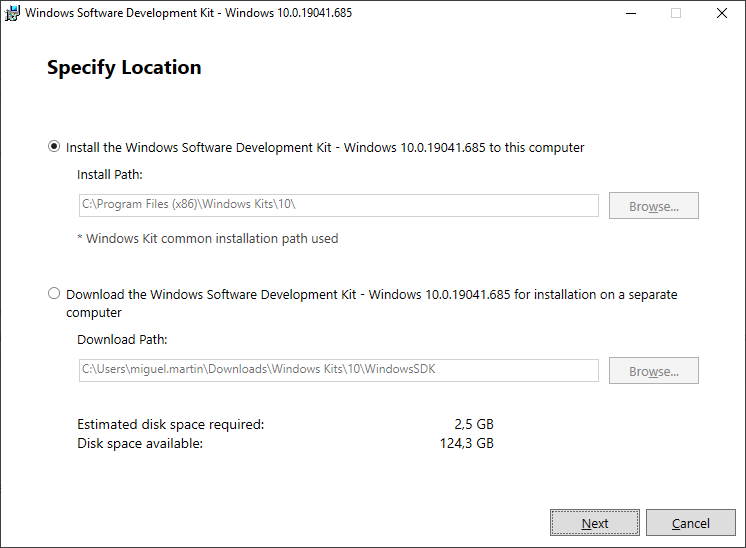 Windows Software Development Kit - Windows 10.0.19041.685
Specify Location
Install the Windows Software Development Kit - Windows 10.0.19041.685 to this computer
Install Path:
C:\Program Files (x86)\Windows Kits\10\
Browse...
* Windows Kit common installation path used
Download the Windows Software Development Kit - Windows 10.0.19041.685 for installation on a separate
computer
Download Path:
C:\Users\miguel.martin\Downloads\Windows Kits\10\WindowsSDK
Browse...
Estimated disk space required: 2,5 GB
Disk space available: 124,3 GB
Next Cancel